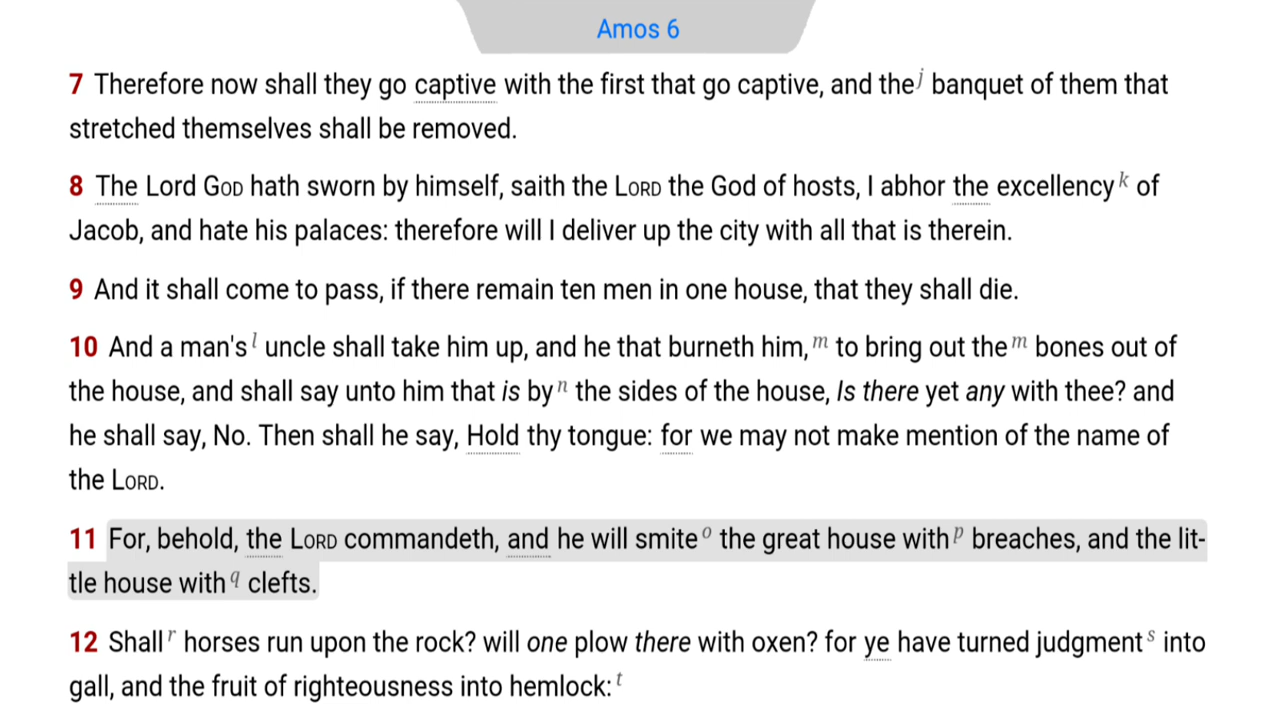 Amos 6
7 Therefore now shall they go captive with the first that go captive, and the j banquet of them that
stretched themselves shall be removed.
8 The Lord GOD hath sworn by himself, saith the LORD the God of hosts, I abhor the excellency k of
Jacob, and hate his palaces: therefore will I deliver up the city with all that is therein.
9 And it shall come to pass, if there remain ten men in one house, that they shall die.
10 And a man's l uncle shall take him up, and he that burneth him, m to bring out the m bones out of
the house, and shall say unto him that is by n the sides of the house, Is there yet any with thee? and
he shall say, No. Then shall he say, Hold thy tongue: for we may not make mention of the name of
the LORD.
11 For, behold, the LORD commandeth, and he will smite o the great house with p breaches, and the lit-
tle house with q clefts.
12 Shall r horses run upon the rock? will one plow there with oxen? for ye have turned judgment s into
gall, and the fruit of righteousness into hemlock: t